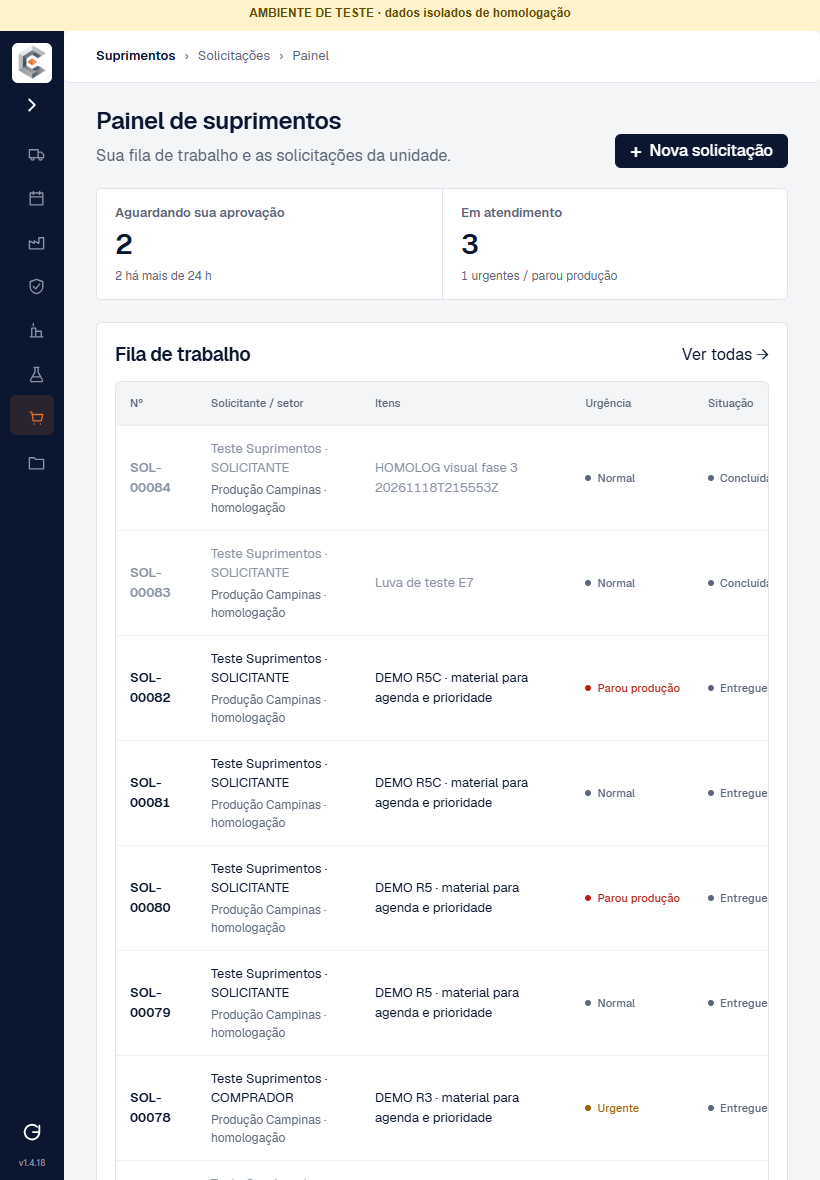 AMBIENTE DE TESTE · dados isolados de homologação
Suprimentos › Solicitações › Painel
Painel de suprimentos
Sua fila de trabalho e as solicitações da unidade.
+ Nova solicitação
Aguardando sua aprovação
2
2 há mais de 24 h
Em atendimento
3
1 urgentes / parou produção
Fila de trabalho
Ver todas →
Nº Solicitante / setor Itens Urgência Situação
SOL-
00084
Teste Suprimentos ·
SOLICITANTE
Produção Campinas ·
homologação
HOMOLOG visual fase 3
20261118T215553Z
Normal
Concluída
SOL-
00083
Teste Suprimentos ·
SOLICITANTE
Produção Campinas ·
homologação
Luva de teste E7
Normal
Concluída
SOL-
00082
Teste Suprimentos ·
SOLICITANTE
Produção Campinas ·
homologação
DEMO R5C · material para
agenda e prioridade
Parou produção
Entregue
SOL-
00081
Teste Suprimentos ·
SOLICITANTE
Produção Campinas ·
homologação
DEMO R5C · material para
agenda e prioridade
Normal
Entregue
SOL-
00080
Teste Suprimentos ·
SOLICITANTE
Produção Campinas ·
homologação
DEMO R5 · material para
agenda e prioridade
Parou produção
Entregue
SOL-
00079
Teste Suprimentos ·
SOLICITANTE
Produção Campinas ·
homologação
DEMO R5 · material para
agenda e prioridade
Normal
Entregue
SOL-
00078
Teste Suprimentos ·
COMPRADOR
Produção Campinas ·
homologação
DEMO R3 · material para
agenda e prioridade
Urgente
Entregue
v1.4.18